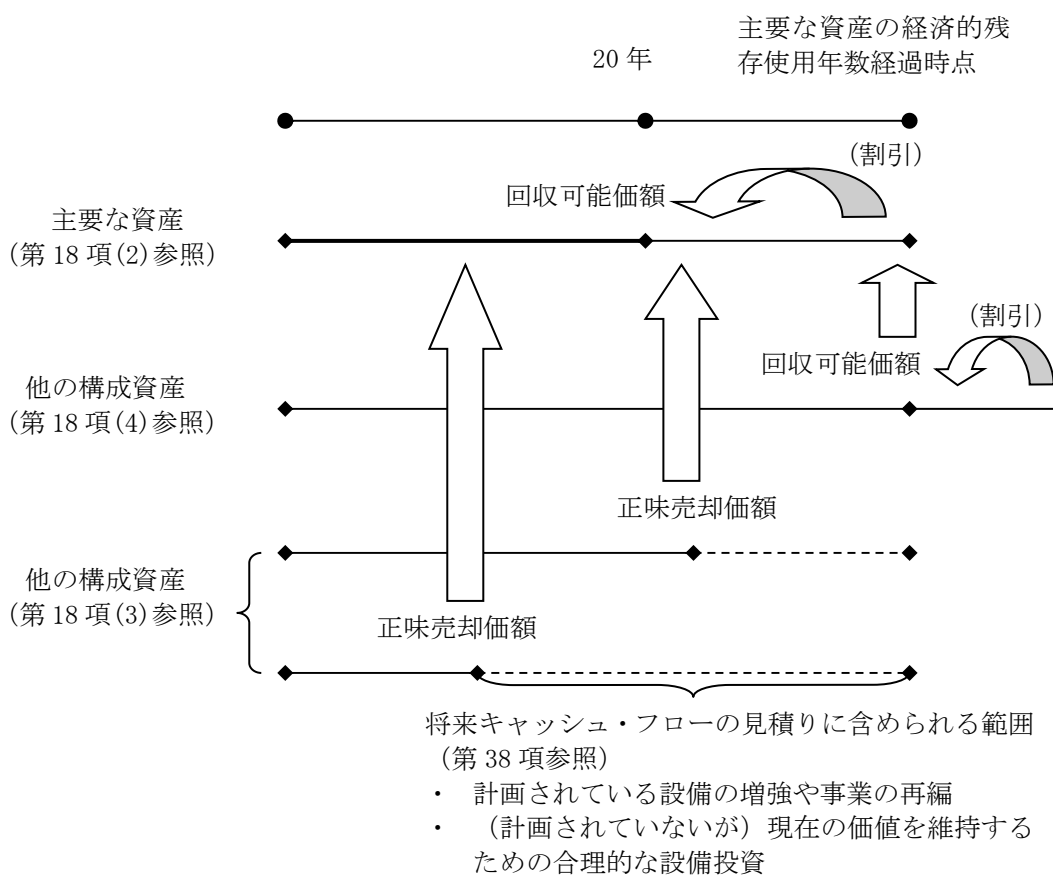 20 年
主要な資産の経済的残
存使用年数経過時点
(割引)
回収可能価額
主要な資産
(第 18 項(2)参照)
(割引)
回収可能価額
他の構成資産
(第 18 項(4)参照)
正味売却価額
他の構成資産
(第 18 項(3)参照)
正味売却価額
将来キャッシュ・フローの見積りに含められる範囲
(第 38 項参照)
・ 計画されている設備の増強や事業の再編
・ (計画されていないが)現在の価値を維持する
ための合理的な設備投資